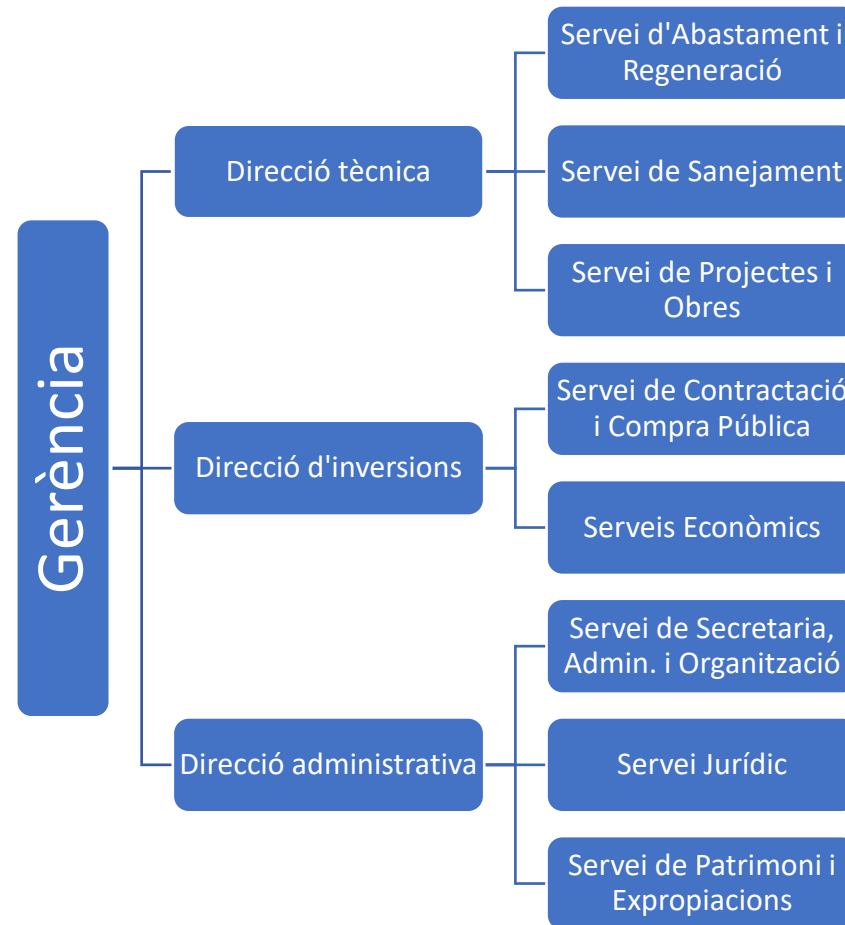 Gerència
Direcció tècnica
Servei d'Abastament i
Regeneració
Servei de Sanejament
Servei de Projectes i
Obres
Direcció d'inversions
Servei de Contractació
i Compra Pública
Serveis Econòmics
Direcció administrativa
Servei de Secretaria,
Admin. i Organització
Servei Jurídic
Servei de Patrimoni i
Expropiacions